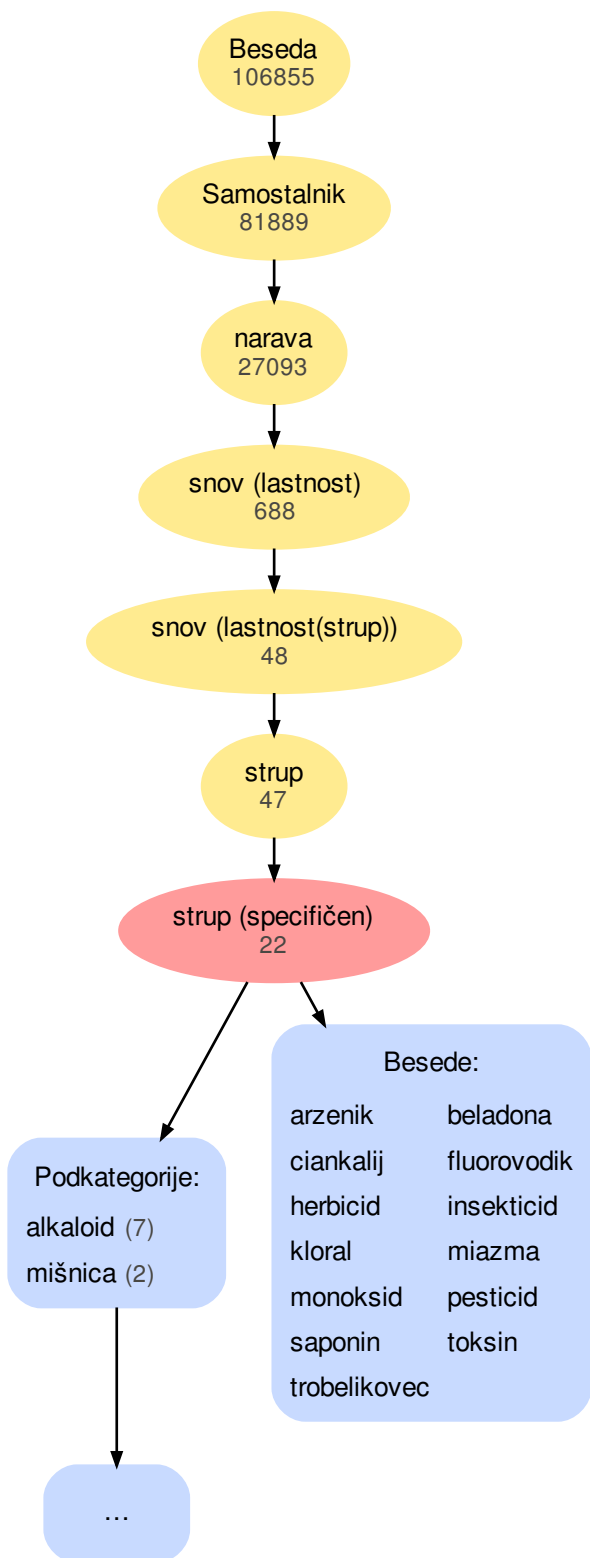 Beseda
106855
Samostalnik
81889
narava
27093
snov (lastnost)
688
snov (lastnost(strup))
48
strup
47
strup (specifičen)
22
Podkategorije:
alkaloid (7)
mišnica (2)
…
Besede:
arzenik beladona
ciankalij fluorovodik
herbicid insekticid
kloral miazma
monoksid pesticid
saponin toksin
trobelikovec